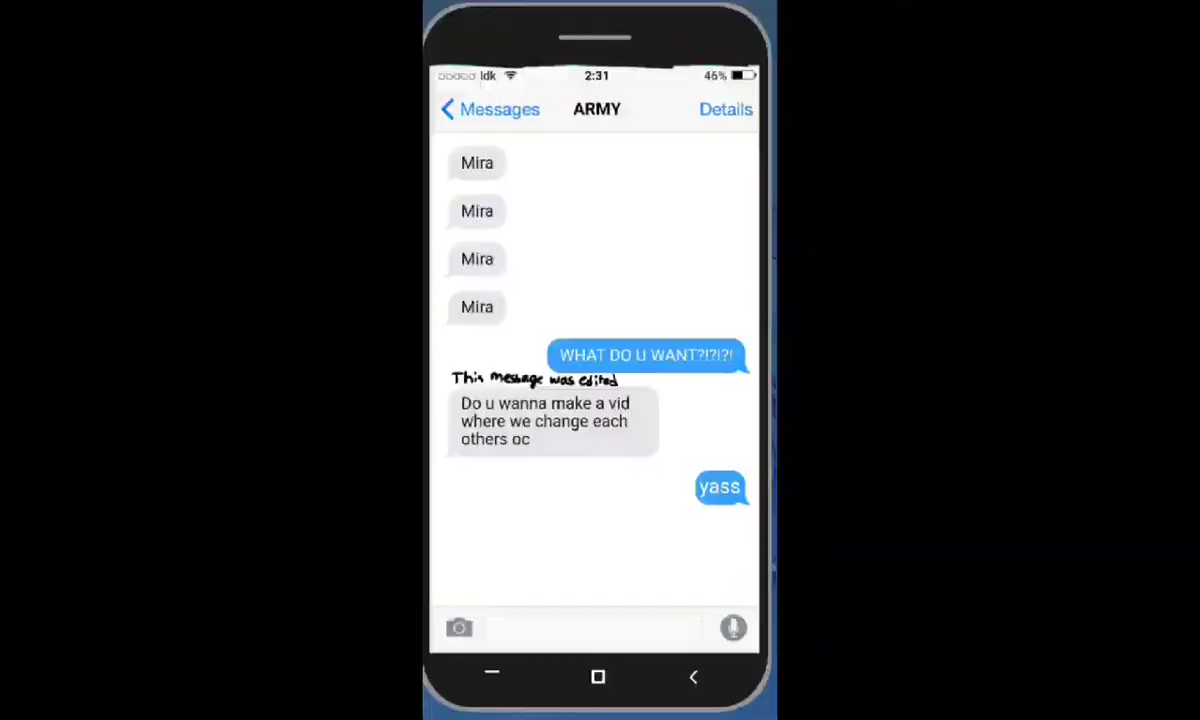 ldk 2:31 46%
Messages ARMY Details
Mira
Mira
Mira
Mira
WHAT DO U WANT?!?!?!
This message was edited
Do u wanna make a vid
where we change each
others oc
yass